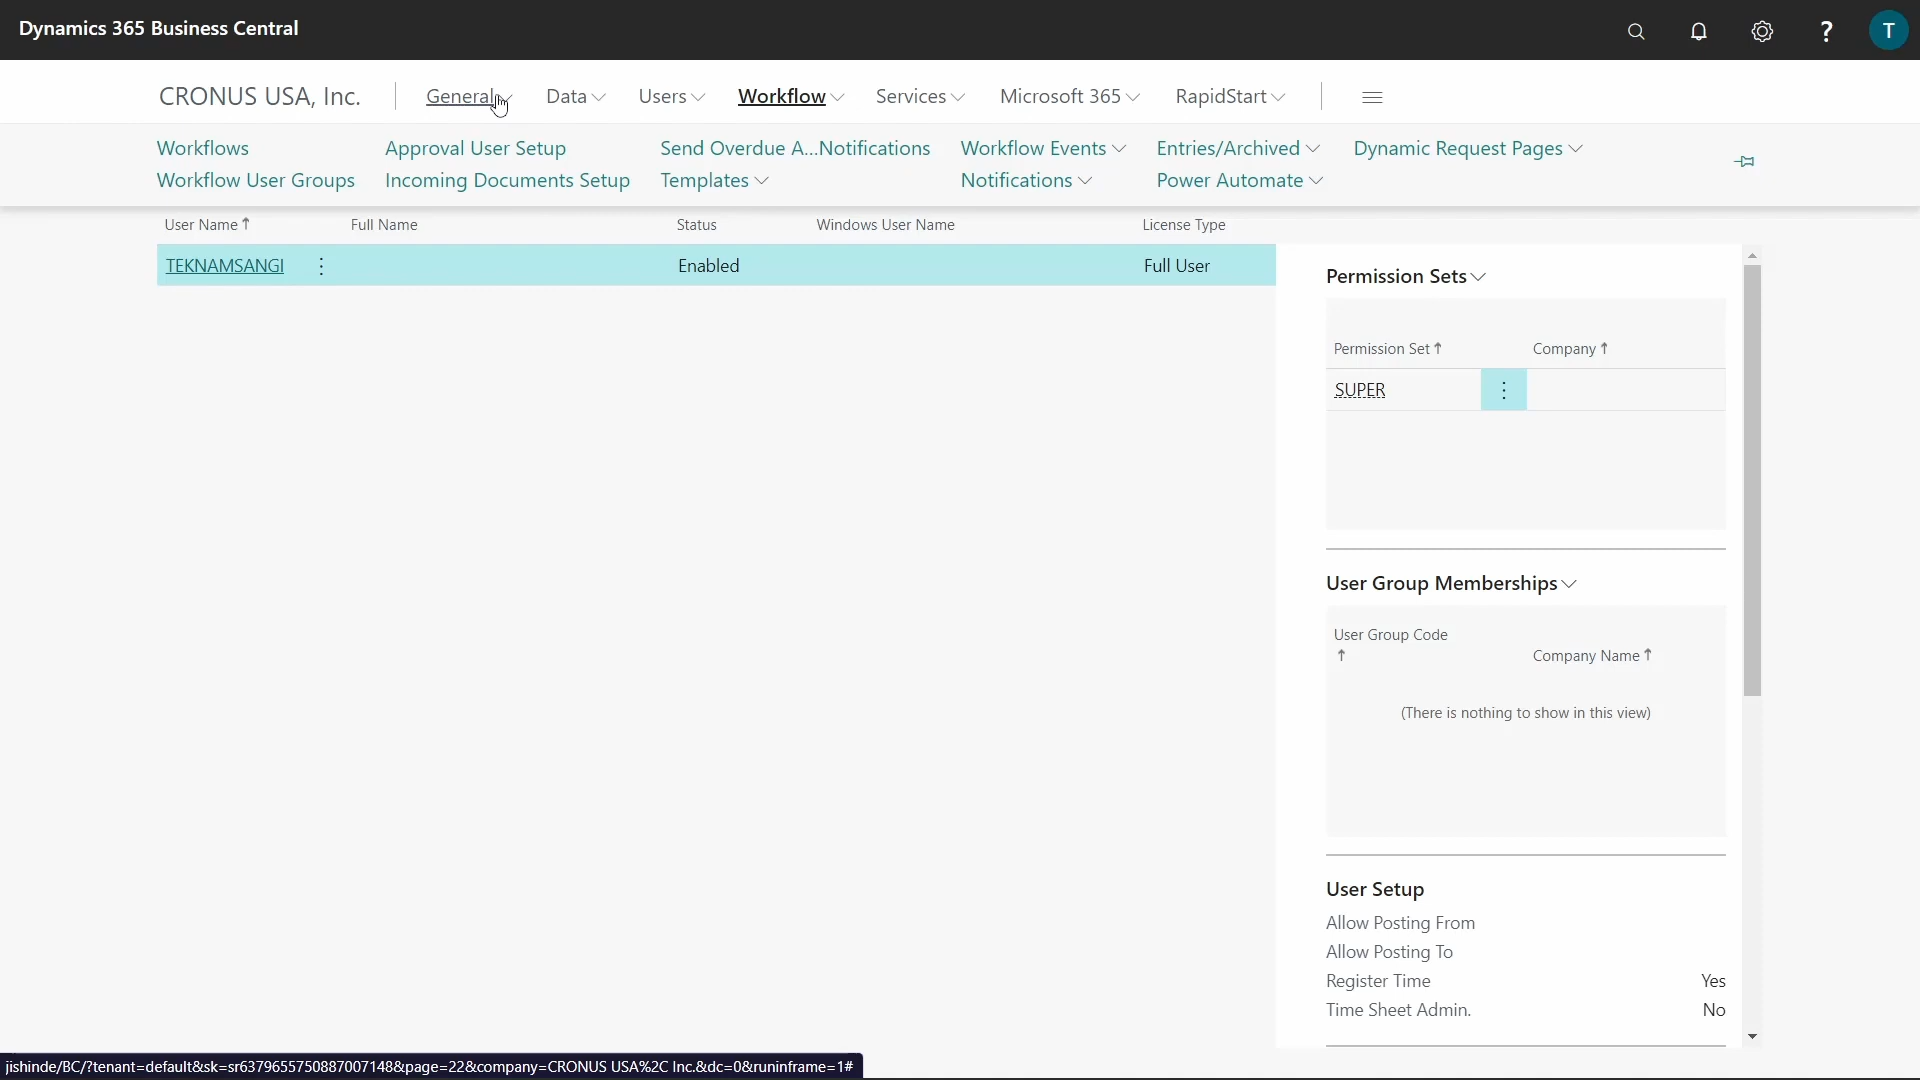 Dynamics 365 Business Central
?
T
CRONUS USA, Inc.
General
Data
Users
Workflow
Services
Microsoft 365
RapidStart
Workflows
Approval User Setup
Send Overdue A...Notifications
Workflow Events
Entries/Archived
Dynamic Request Pages
Workflow User Groups
Incoming Documents Setup
Templates
Notifications
Power Automate
User Name↑
Full Name
Status
Windows User Name
License Type
TEKNAMSANGI
Enabled
Full User
Permission Sets
Permission Set↑
Company↑
SUPER
User Group Memberships
User Group Code
↑
Company Name↑
(There is nothing to show in this view)
User Setup
Allow Posting From
Allow Posting To
Register Time
Yes
Time Sheet Admin.
No
jishinde/BC/?tenant=default&sk=sr6379655750887007148&page=22&company=CRONUS USA%2C Inc.&dc=0&runinframe=1#